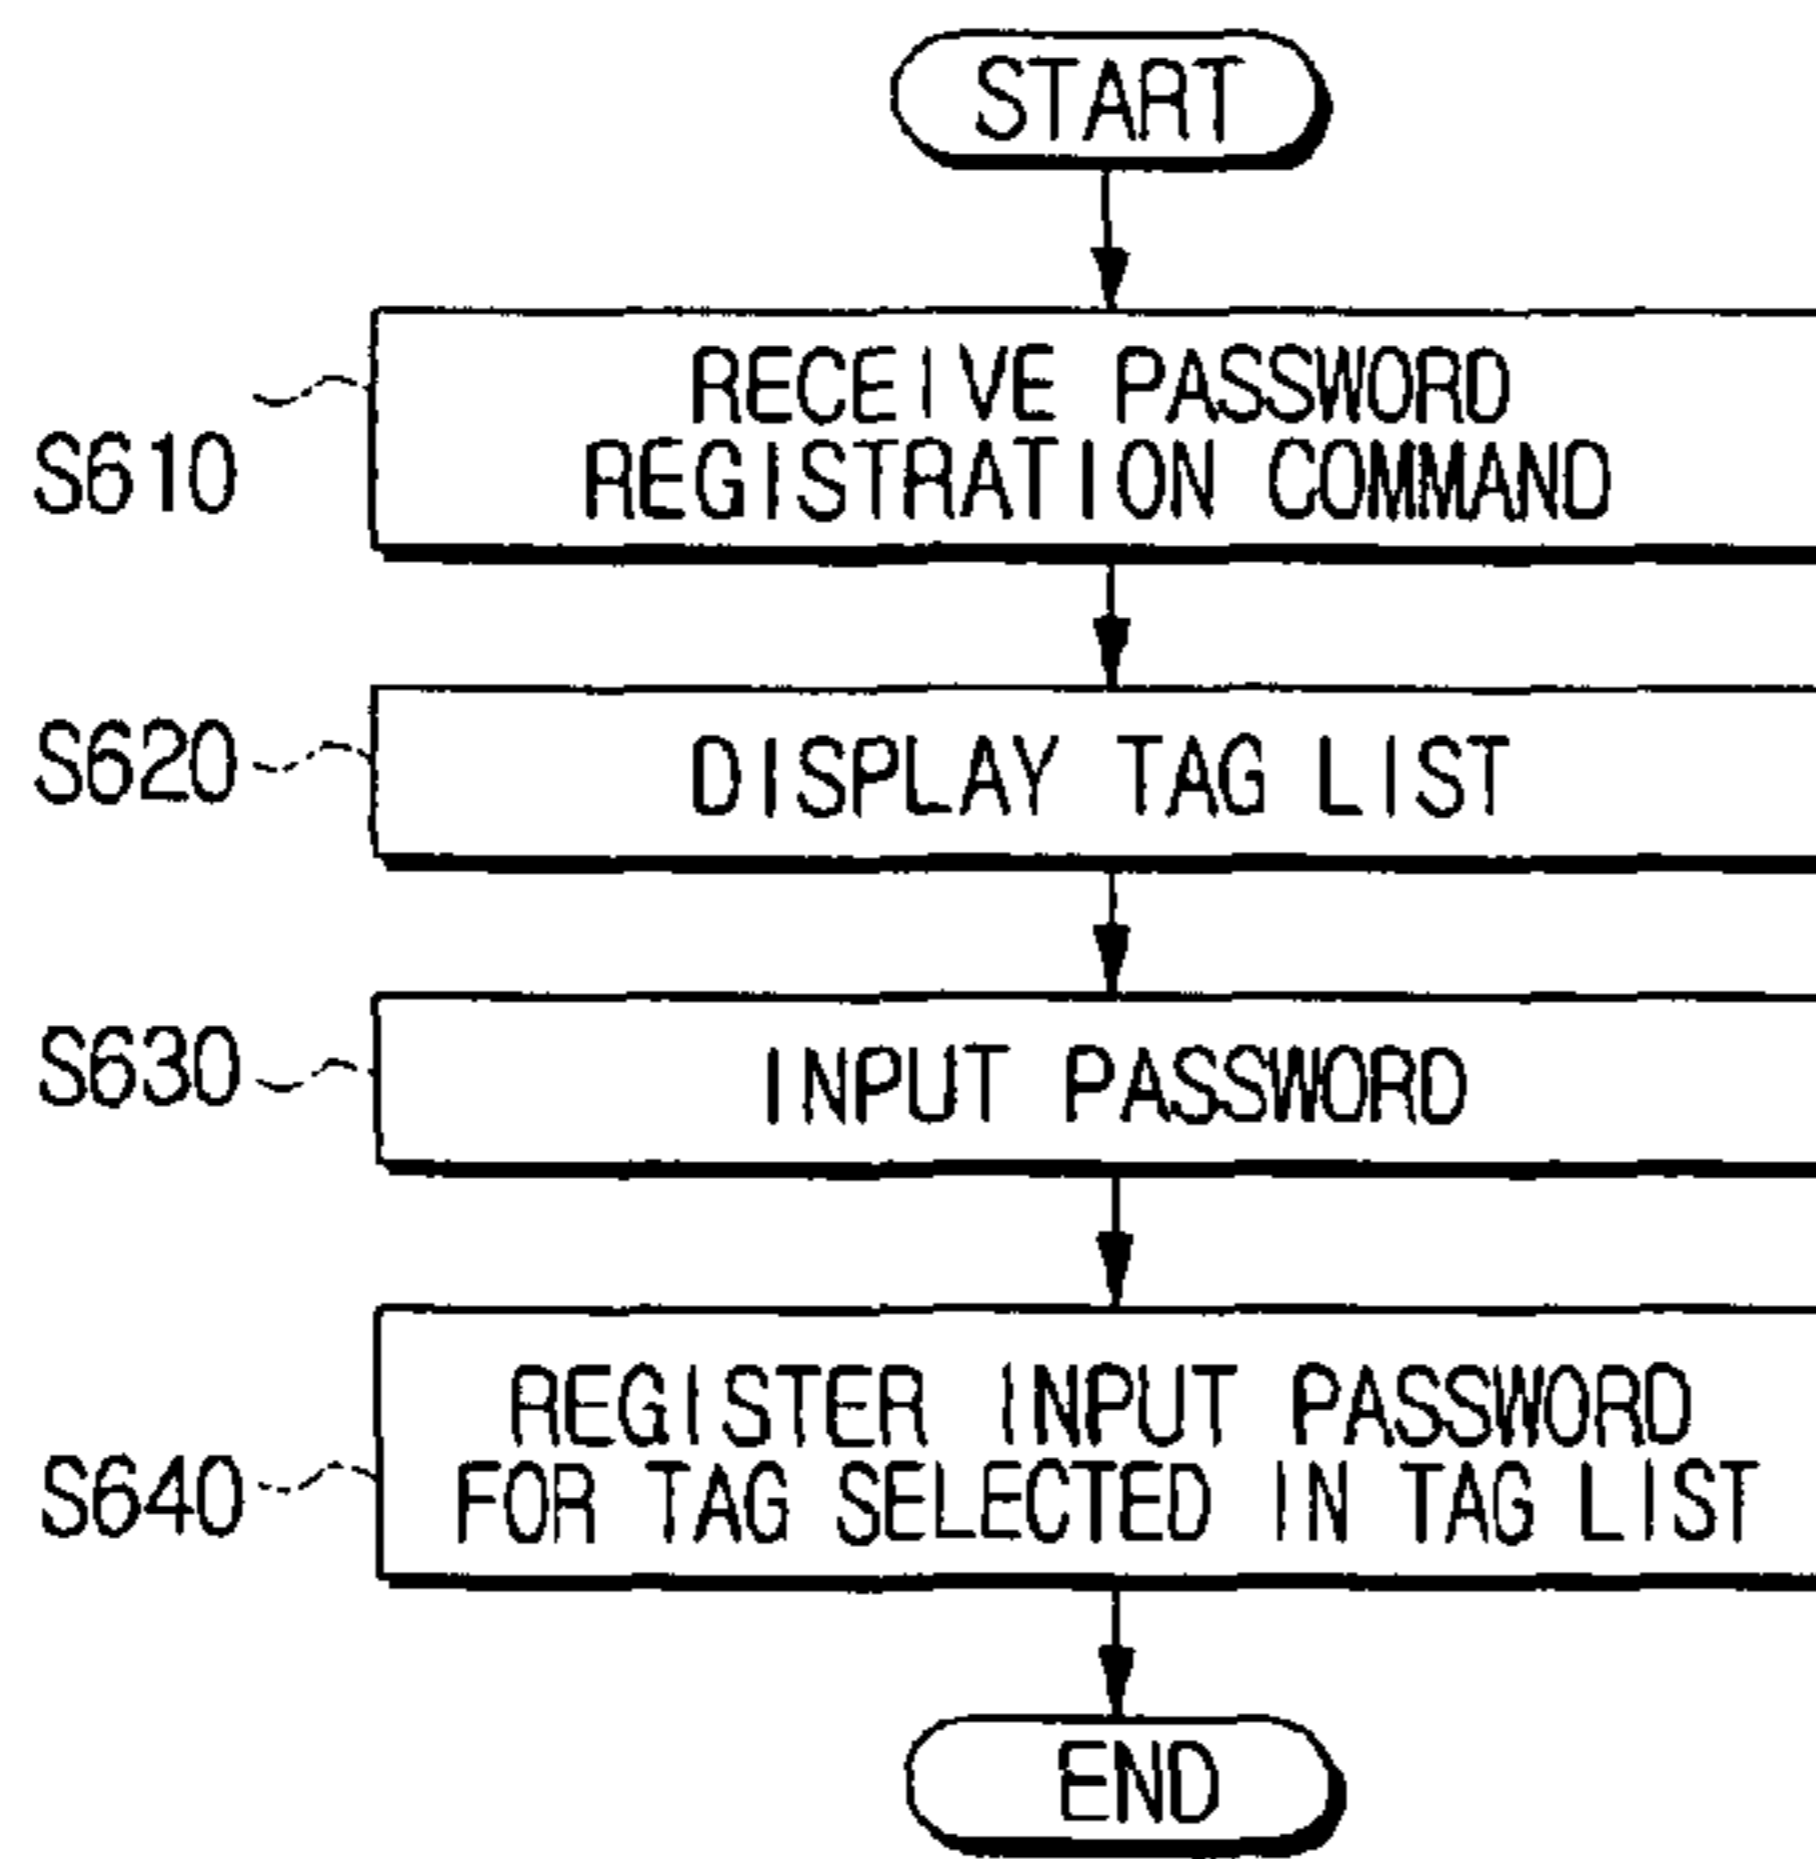 START
S610
RECEIVE PASSWORD
REGISTRATION COMMAND
S620
DISPLAY TAG LIST
S630
INPUT PASSWORD
S640
REGISTER INPUT PASSWORD
FOR TAG SELECTED IN TAG LIST
END